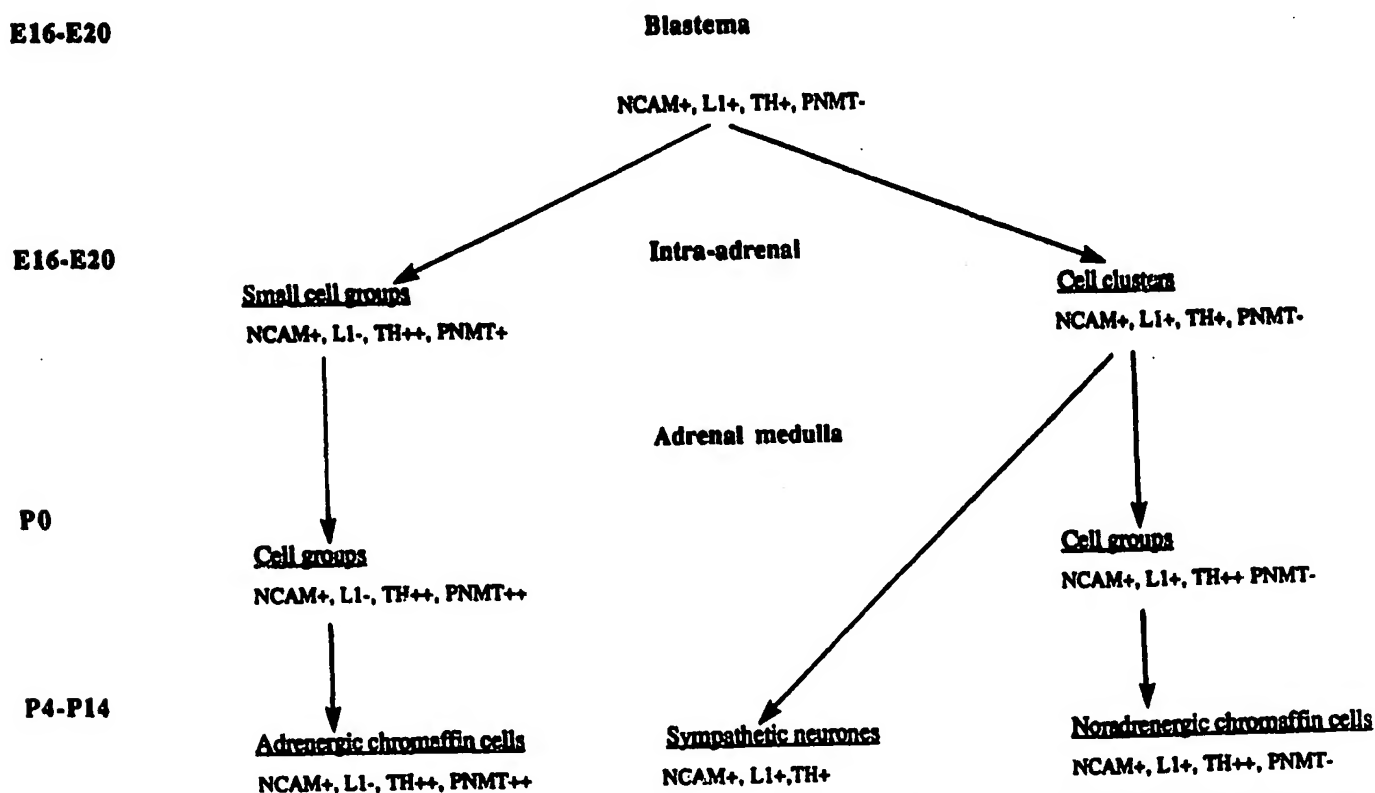 E16-E20
Blastema
NCAM+, L1+, TH+, PNMT-
E16-E20
Intra-adrenal
Small cell groups
NCAM+, L1-, TH++, PNMT+
Cell clusters
NCAM+, L1+, TH+, PNMT-
Adrenal medulla
P0
Cell groups
NCAM+, L1-, TH++, PNMT++
Cell groups
NCAM+, L1+, TH++ PNMT-
P4-P14
Adrenergic chromaffin cells
NCAM+, L1-, TH++, PNMT++
Sympathetic neurones
NCAM+, L1+,TH+
Noradrenergic chromaffin cells
NCAM+, L1+, TH++, PNMT-